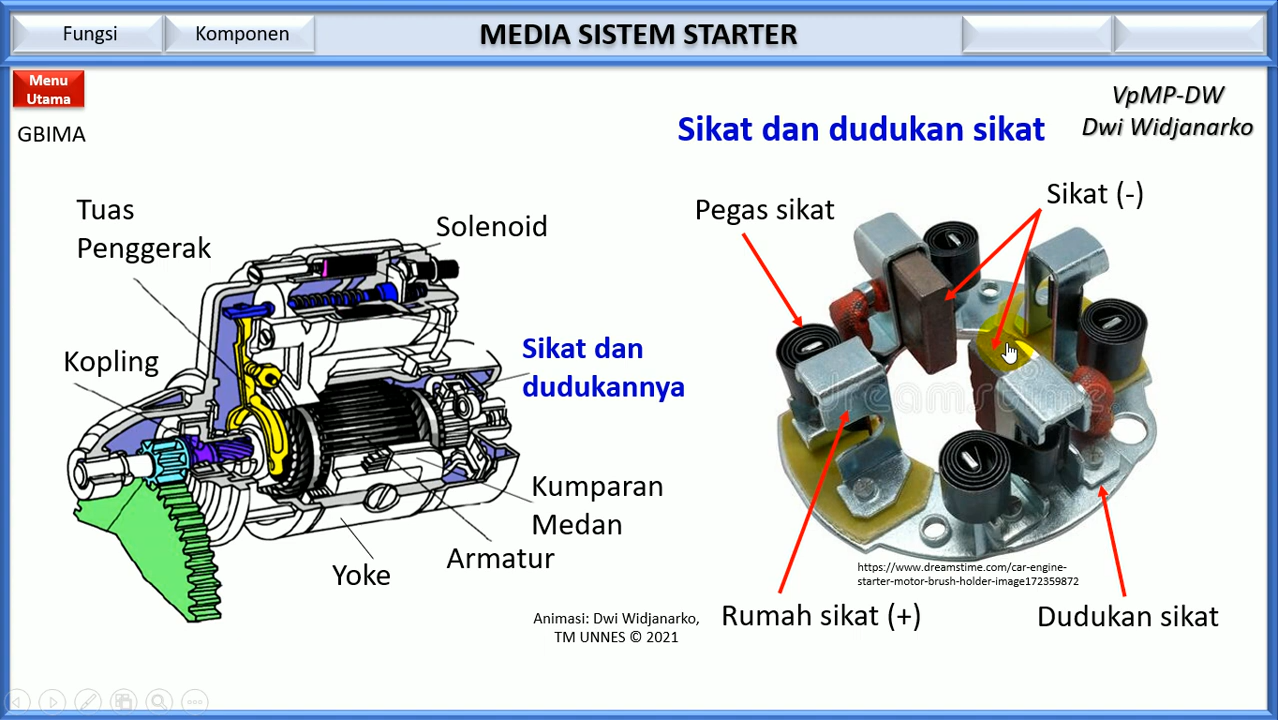 Fungsi
Komponen
MEDIA SISTEM STARTER
Menu
Utama
GBIMA
VpMP-DW
Dwi Widjanarko
Sikat dan dudukan sikat
Tuas
Penggerak
Solenoid
Kopling
Sikat dan
dudukannya
Kumparan
Medan
Armatur
Yoke
Pegas sikat
Sikat (-)
dreamstime
https://www.dreamstime.com/car-engine-
starter-motor-brush-holder-image172359872
Rumah sikat (+)
Dudukan sikat
Animasi: Dwi Widjanarko,
TM UNNES © 2021